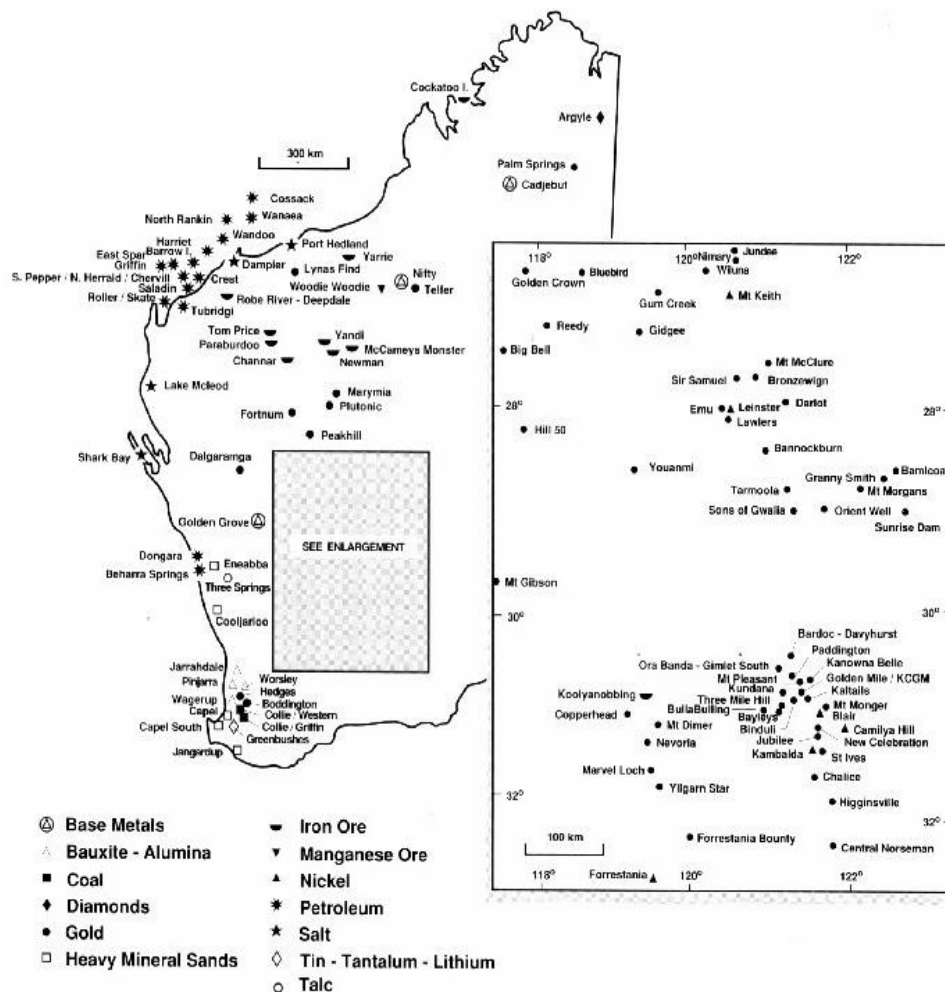 Cockatoo I.
Argyle
300 km
Palm Springs
Cadjebut
Cossack
North Rankin
Wanaea
Wandoo
Harriet
Port Hedland
East Spar
Barrow I.
Yarrie
Griffin
Dampier
Lynas Find
Nifty
S. Pepper / N. Herrald / Chervill
Crest
Woodie Woodie
Telfer
Saladin
Roller / Skate
Robe River - Deepdale
Tubridgi
Tom Price
Yandi
Paraburdoo
McCameys Monster
Channar
Newman
Lake Mcleod
Marymia
Plutonic
Fortnum
Peakhill
Shark Bay
Dalgaramga
Golden Grove
SEE ENLARGEMENT
Dongara
Eneabba
Beharra Springs
Three Springs
Cooljarloo
Jarrahdale
Worsley
Pinjarra
Hedges
Wagerup
Boddington
Capel
Collie / Western
Capel South
Collie / Griffin
Greenbushes
Jangardup
118°
120°
122°
Jundee
Nimary
Golden Crown
Bluebird
Wiluna
Gum Creek
Mt Keith
Reedy
Gidgee
Big Bell
Mt McClure
Sir Samuel
Bronzewign
Emu
Leinster
Darlot
28°
28°
Lawlers
Hill 50
Bannockburn
Youanmi
Granny Smith
Bamlcoa
Tarmoola
Mt Morgans
Sons of Gwalia
Orient Well
Sunrise Dam
Mt Gibson
30°
30°
Bardoc - Davyhurst
Paddington
Ora Banda - Gimlet South
Kanowna Belle
Mt Pleasant
Golden Mile / KCGM
Koolyanobbing
Kundana
Kaltails
Three Mile Hill
Mt Monger
Copperhead
BullaBulling
Bayleys
Blair
Mt Dimer
Binduli
Camilya Hill
Nevoria
Jubilee
New Celebration
Kambalda
St Ives
Marvel Loch
Chalice
Yilgarn Star
32°
32°
Higginsville
100 km
Forrestania Bounty
Central Norseman
Forrestania
118°
120°
122°
Base Metals
Bauxite - Alumina
Coal
Diamonds
Gold
Heavy Mineral Sands
Iron Ore
Manganese Ore
Nickel
Petroleum
Salt
Tin - Tantalum - Lithium
Talc